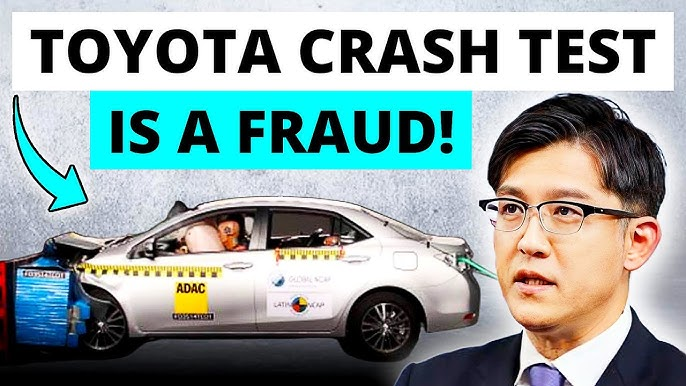 TOYOTA CRASH TEST
IS A FRAUD!
ADAC
GLOBAL NCAP
LATIN NCAP